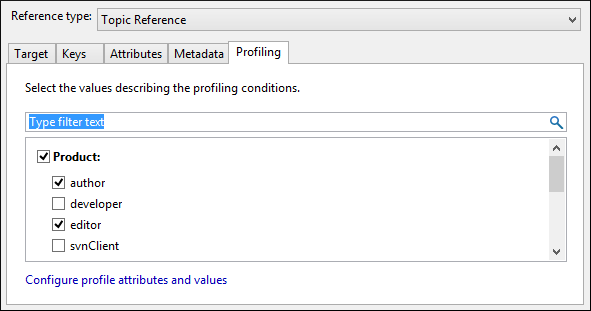 Reference type: Topic Reference
Target Keys Attributes Metadata Profiling
Select the values describing the profiling conditions.
Type filter text
Product:
author
developer
editor
svnClient
Configure profile attributes and values